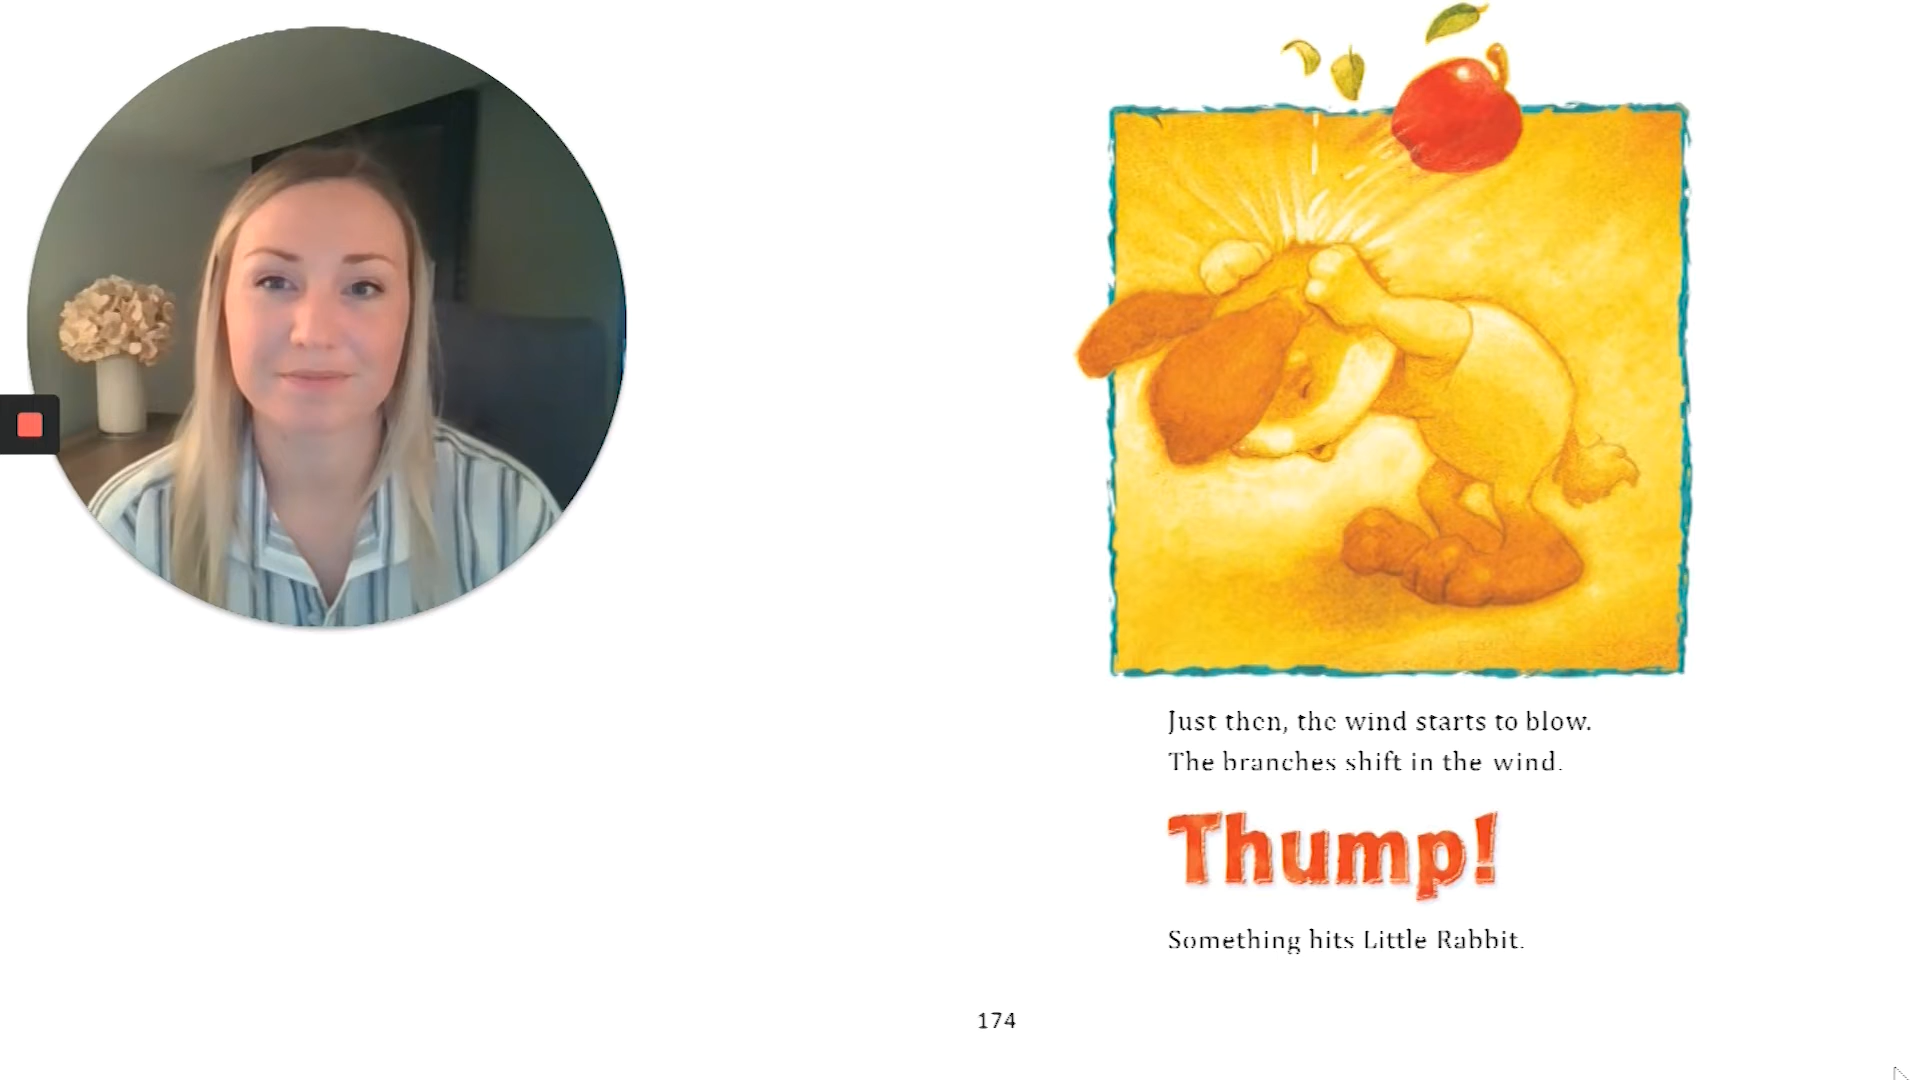 Just then, the wind starts to blow.
The branches shift in the wind.
Thump!
Something hits Little Rabbit.
174